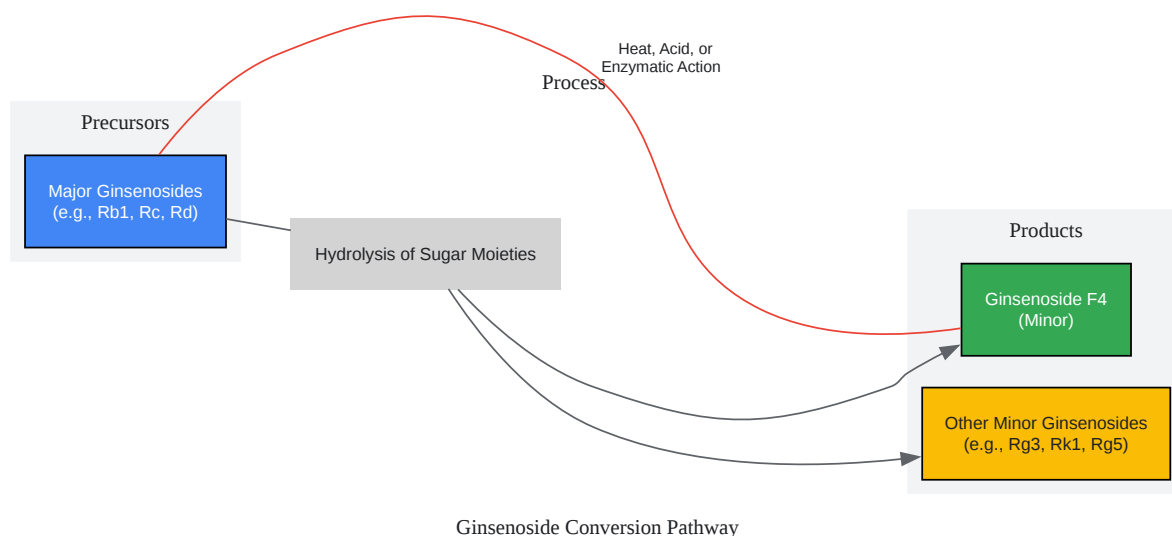 Heat, Acid, or
Enzymatic Action
Process
Precursors
Major Ginsenosides
(e.g., Rb1, Rc, Rd)
Hydrolysis of Sugar Moieties
Products
Ginsenoside F4
(Minor)
Other Minor Ginsenosides
(e.g., Rg3, Rk1, Rg5)
Ginsenoside Conversion Pathway